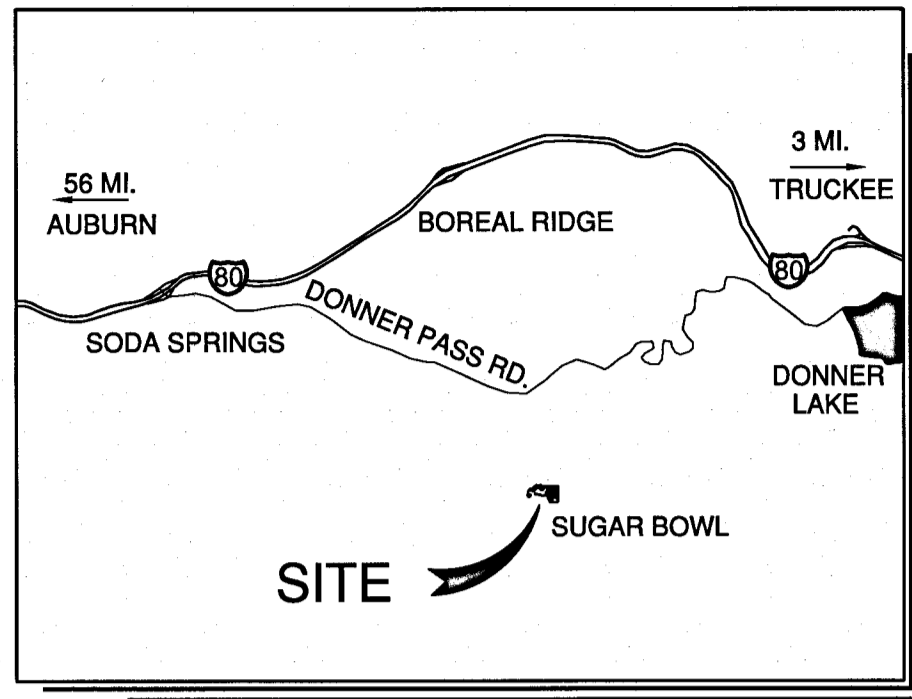 3 MI.
TRUCKEE
56 MI.
AUBURN
BOREAL RIDGE
80
80
DONNER PASS RD.
SODA SPRINGS
DONNER
LAKE
SUGAR BOWL
SITE